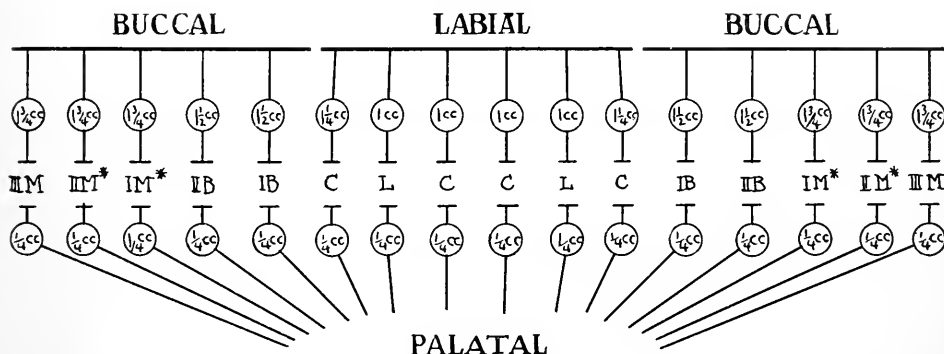 BUCCAL LABIAL BUCCAL
1¾cc 1¾cc 1¾cc 1½cc 1½cc 1¼cc 1cc 1cc 1cc 1cc 1¼cc 1½cc 1½cc 1¾cc 1¾cc 1¾cc
IIIM IIM* IM* IIB IB C L C C L C IB IIB IM* IIM* IIIM
¼cc ¼cc ¼cc ¼cc ¼cc ¼cc ¼cc ¼cc ¼cc ¼cc ¼cc ¼cc ¼cc ¼cc ¼cc ¼cc
PALATAL